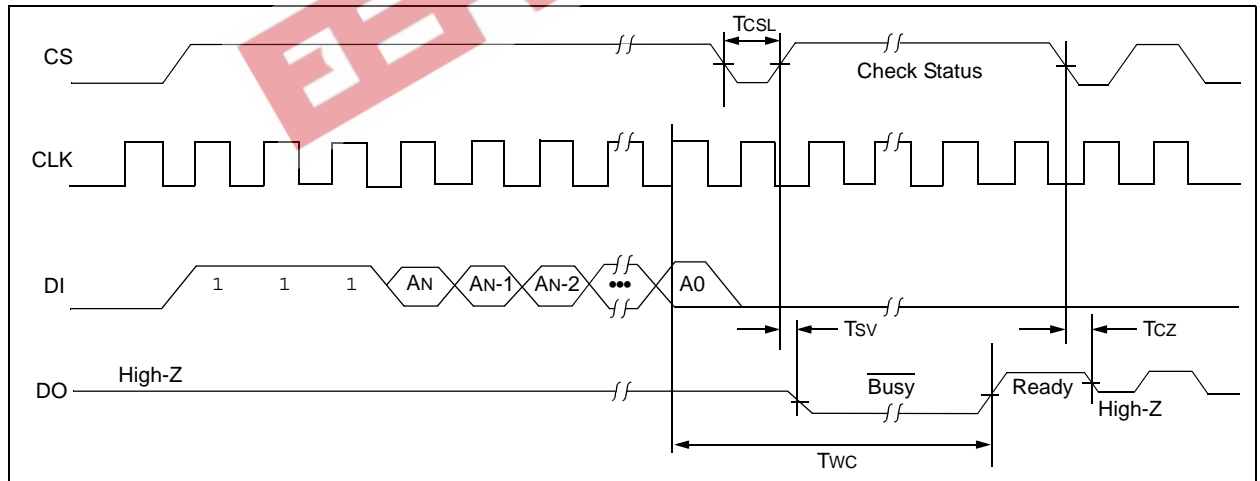 TCSL
CS
Check Status
CLK
DI
1 1 1 AN AN-1 AN-2 ••• A0
TSV
TCZ
High-Z
DO
Busy
Ready
High-Z
TWC